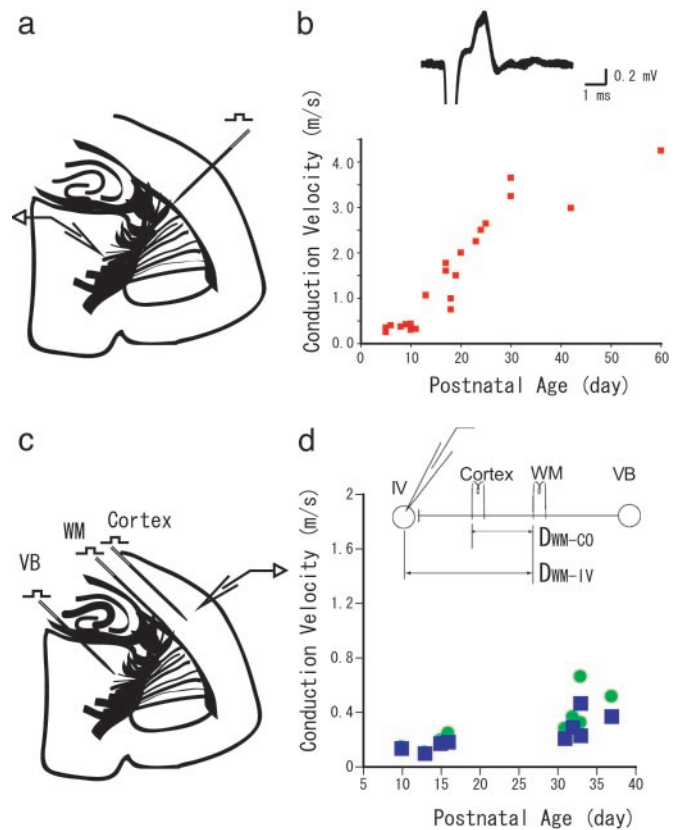 a
b
0.2 mV
1 ms
Conduction Velocity (m/s)
4.0
3.0
2.0
1.0
0.0
0 10 20 30 40 50 60
Postnatal Age (day)
c
VB
WM
Cortex
d
IV
Cortex
WM
VB
DWM-CO
DWM-IV
Conduction Velocity (m/s)
2
1.6
1.2
0.8
0.4
0
5 10 15 20 25 30 35 40
Postnatal Age (day)